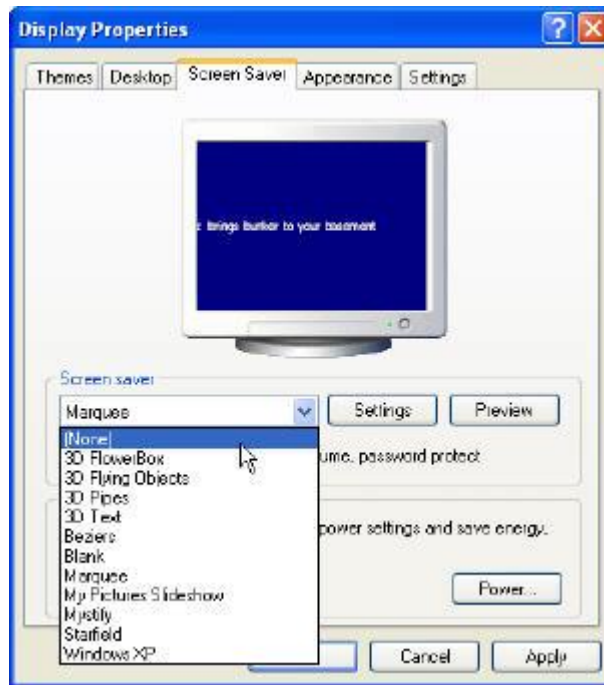 Display Properties
Themes Desktop Screen Saver Appearance Settings
brings bunker to your basement
Screen saver
Marquee Settings Preview
(None)
3D FlowerBox
ume, password protect
3D Flying Objects
3D Pipes
3D Text
power settings and save energy.
Beziers
Blank
Marquee
My Pictures Slideshow
Power...
Mystify
Starfield
Windows XP
Cancel Apply